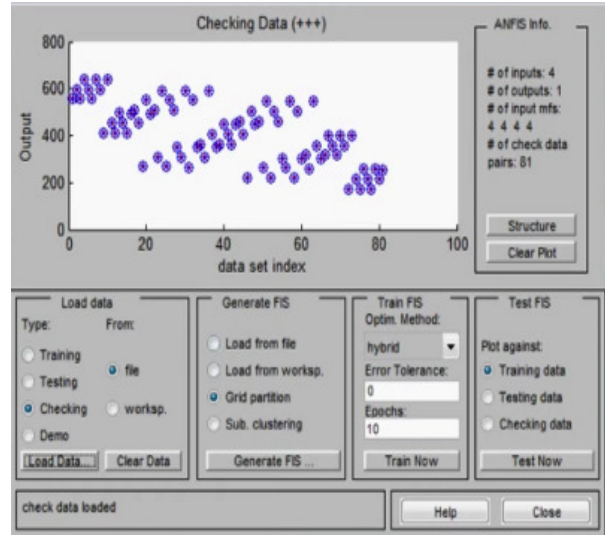 Checking Data (+++)
800
600
400
200
0
Output
0 20 40 60 80 100
data set index
ANFIS Info.
# of inputs: 4
# of outputs: 1
# of input mfs:
4 4 4 4
# of check data
pairs: 81
Structure
Clear Plot
Load data
Type: From:
Training
Testing
Checking
Demo
file
worksp.
Load Data... Clear Data
Generate FIS
Load from file
Load from worksp.
Grid partition
Sub. clustering
Generate FIS ...
Train FIS
Optim. Method:
hybrid
Error Tolerance:
0
Epochs:
10
Train Now
Test FIS
Plot against:
Training data
Testing data
Checking data
Test Now
check data loaded
Help Close